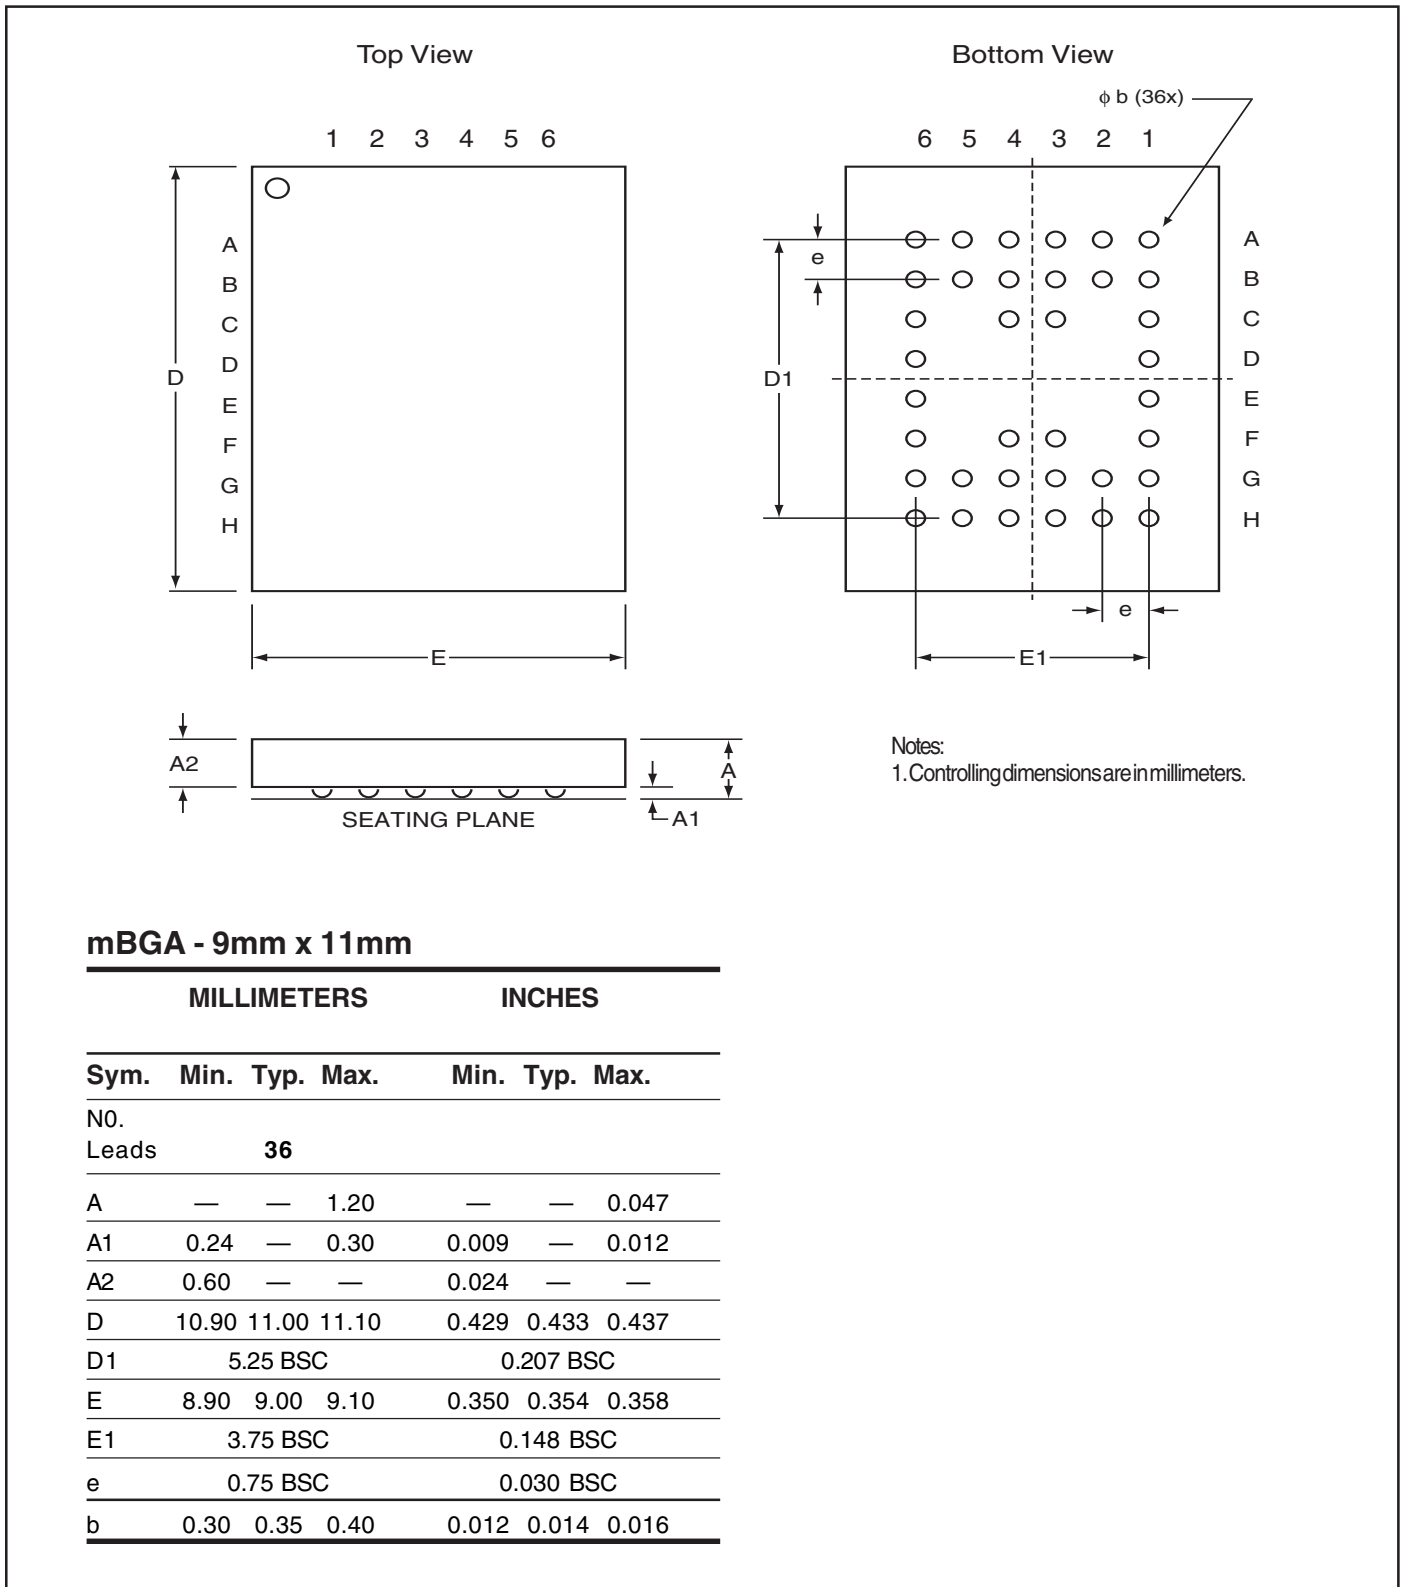 Top View
Bottom View
ϕ b (36x)
1 2 3 4 5 6
6 5 4 3 2 1
A
B
C
D
E
F
G
H
D
E
e
D1
A
B
C
D
E
F
G
H
e
E1
A2
A
A1
SEATING PLANE
Notes:
1. Controlling dimensions are in millimeters.
mBGA - 9mm x 11mm
MILLIMETERS INCHES
Sym. Min. Typ. Max. Min. Typ. Max.
N0.
Leads 36
A — — 1.20 — — 0.047
A1 0.24 — 0.30 0.009 — 0.012
A2 0.60 — — 0.024 — —
D 10.90 11.00 11.10 0.429 0.433 0.437
D1 5.25 BSC 0.207 BSC
E 8.90 9.00 9.10 0.350 0.354 0.358
E1 3.75 BSC 0.148 BSC
e 0.75 BSC 0.030 BSC
b 0.30 0.35 0.40 0.012 0.014 0.016